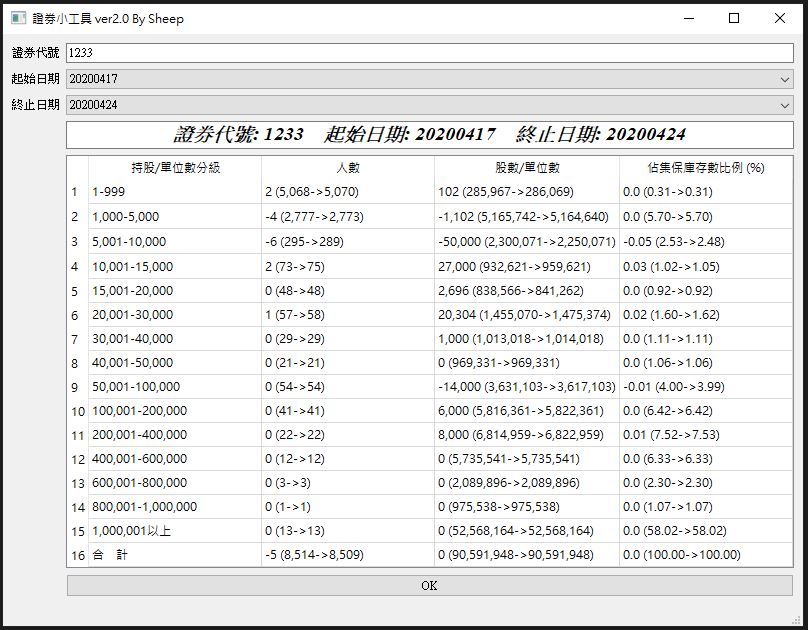 證券小工具 ver2.0 By Sheep
證券代號 1233
起始日期 20200417
終止日期 20200424
證券代號: 1233 起始日期: 20200417 終止日期: 20200424
持股/單位數分級 人數 股數/單位數 佔集保庫存數比例 (%)
1 1-999 2 (5,068->5,070) 102 (285,967->286,069) 0.0 (0.31->0.31)
2 1,000-5,000 -4 (2,777->2,773) -1,102 (5,165,742->5,164,640) 0.0 (5.70->5.70)
3 5,001-10,000 -6 (295->289) -50,000 (2,300,071->2,250,071) -0.05 (2.53->2.48)
4 10,001-15,000 2 (73->75) 27,000 (932,621->959,621) 0.03 (1.02->1.05)
5 15,001-20,000 0 (48->48) 2,696 (838,566->841,262) 0.0 (0.92->0.92)
6 20,001-30,000 1 (57->58) 20,304 (1,455,070->1,475,374) 0.02 (1.60->1.62)
7 30,001-40,000 0 (29->29) 1,000 (1,013,018->1,014,018) 0.0 (1.11->1.11)
8 40,001-50,000 0 (21->21) 0 (969,331->969,331) 0.0 (1.06->1.06)
9 50,001-100,000 0 (54->54) -14,000 (3,631,103->3,617,103) -0.01 (4.00->3.99)
10 100,001-200,000 0 (41->41) 6,000 (5,816,361->5,822,361) 0.0 (6.42->6.42)
11 200,001-400,000 0 (22->22) 8,000 (6,814,959->6,822,959) 0.01 (7.52->7.53)
12 400,001-600,000 0 (12->12) 0 (5,735,541->5,735,541) 0.0 (6.33->6.33)
13 600,001-800,000 0 (3->3) 0 (2,089,896->2,089,896) 0.0 (2.30->2.30)
14 800,001-1,000,000 0 (1->1) 0 (975,538->975,538) 0.0 (1.07->1.07)
15 1,000,001以上 0 (13->13) 0 (52,568,164->52,568,164) 0.0 (58.02->58.02)
16 合 計 -5 (8,514->8,509) 0 (90,591,948->90,591,948) 0.0 (100.00->100.00)
OK